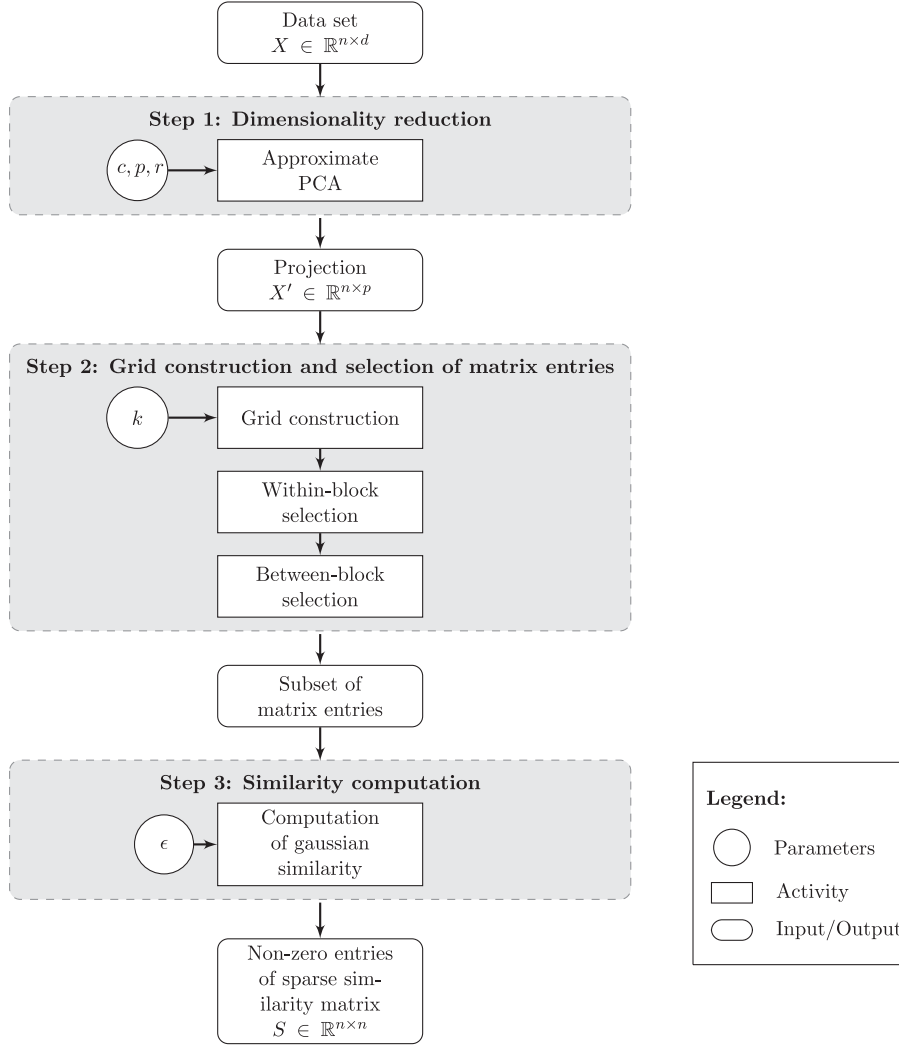 Data set
X ∈ ℝ^{n×d}
Step 1: Dimensionality reduction
c, p, r
Approximate
PCA
Projection
X′ ∈ ℝ^{n×p}
Step 2: Grid construction and selection of matrix entries
k
Grid construction
Within-block
selection
Between-block
selection
Subset of
matrix entries
Step 3: Similarity computation
ϵ
Computation
of gaussian
similarity
Non-zero entries
of sparse sim-
ilarity matrix
S ∈ ℝ^{n×n}
Legend:
Parameters
Activity
Input/Output